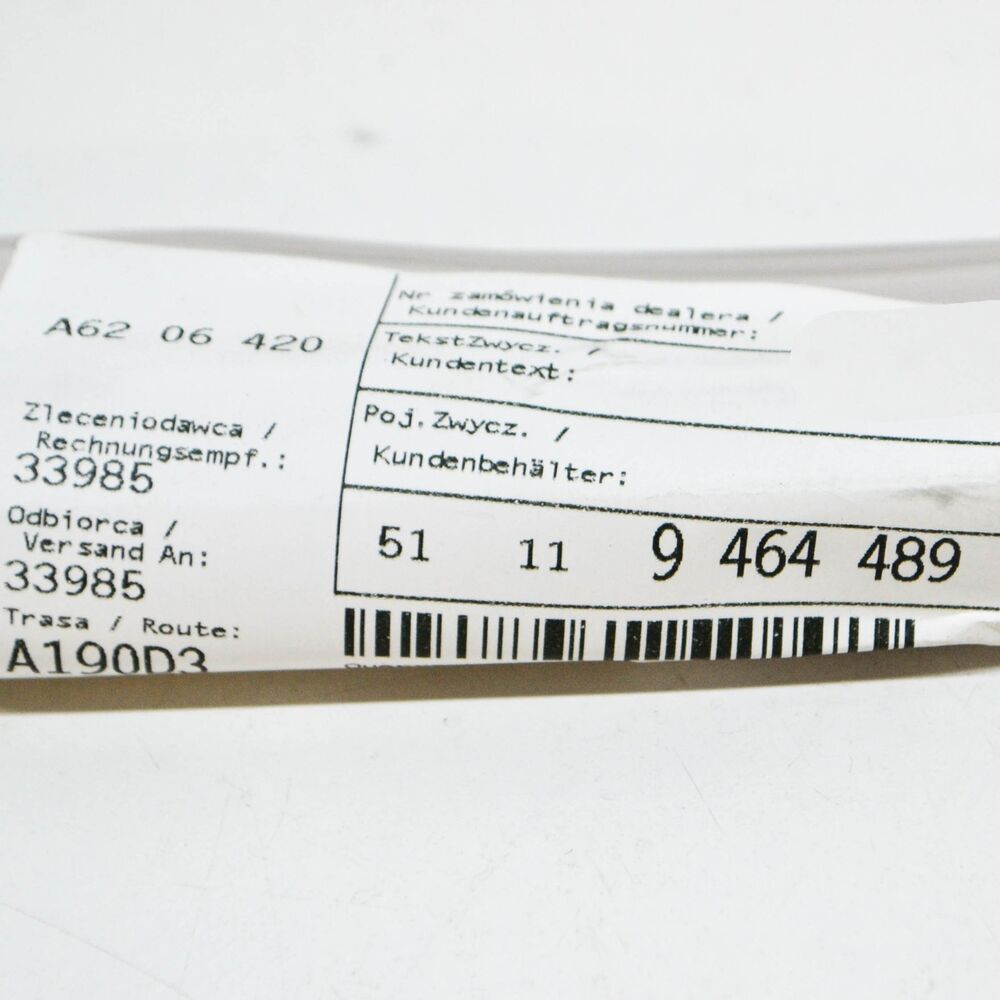 A62 06 420
Zleceniodawca /
Rechnungsempf.:
33985
Odbiorca /
Versand An:
33985
Trasa / Route:
A190D3
Nr zamówienia dealera /
Kundenauftragsnummer:
TekstZwycz. /
Kundentext:
Poj.Zwycz. /
Kundenbehälter:
51 11 9 464 489